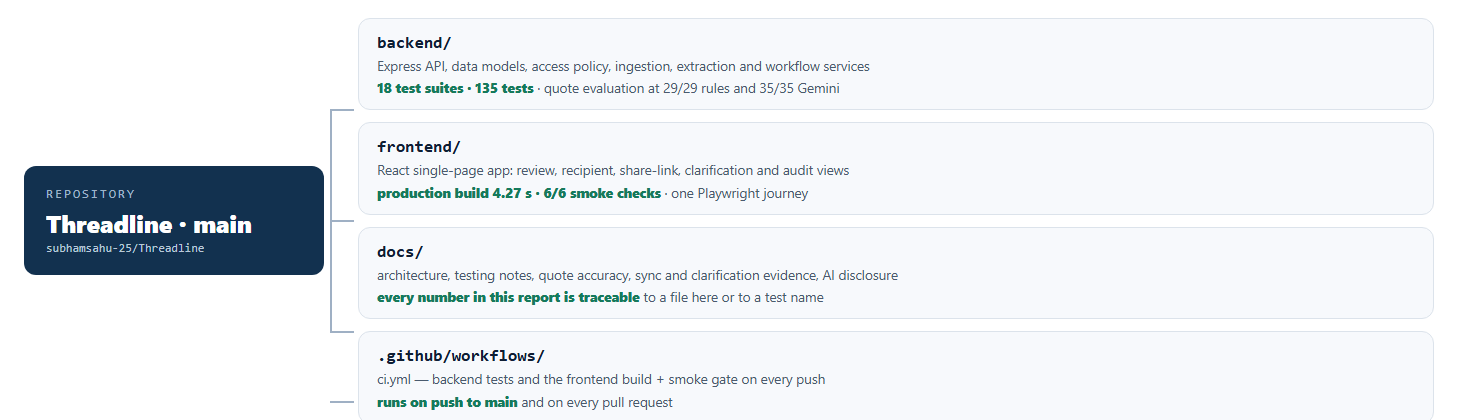 REPOSITORY
Threadline · main
subhamsahu-25/Threadline
backend/
Express API, data models, access policy, ingestion, extraction and workflow services
18 test suites · 135 tests · quote evaluation at 29/29 rules and 35/35 Gemini
frontend/
React single-page app: review, recipient, share-link, clarification and audit views
production build 4.27 s · 6/6 smoke checks · one Playwright journey
docs/
architecture, testing notes, quote accuracy, sync and clarification evidence, AI disclosure
every number in this report is traceable to a file here or to a test name
.github/workflows/
ci.yml — backend tests and the frontend build + smoke gate on every push
runs on push to main and on every pull request